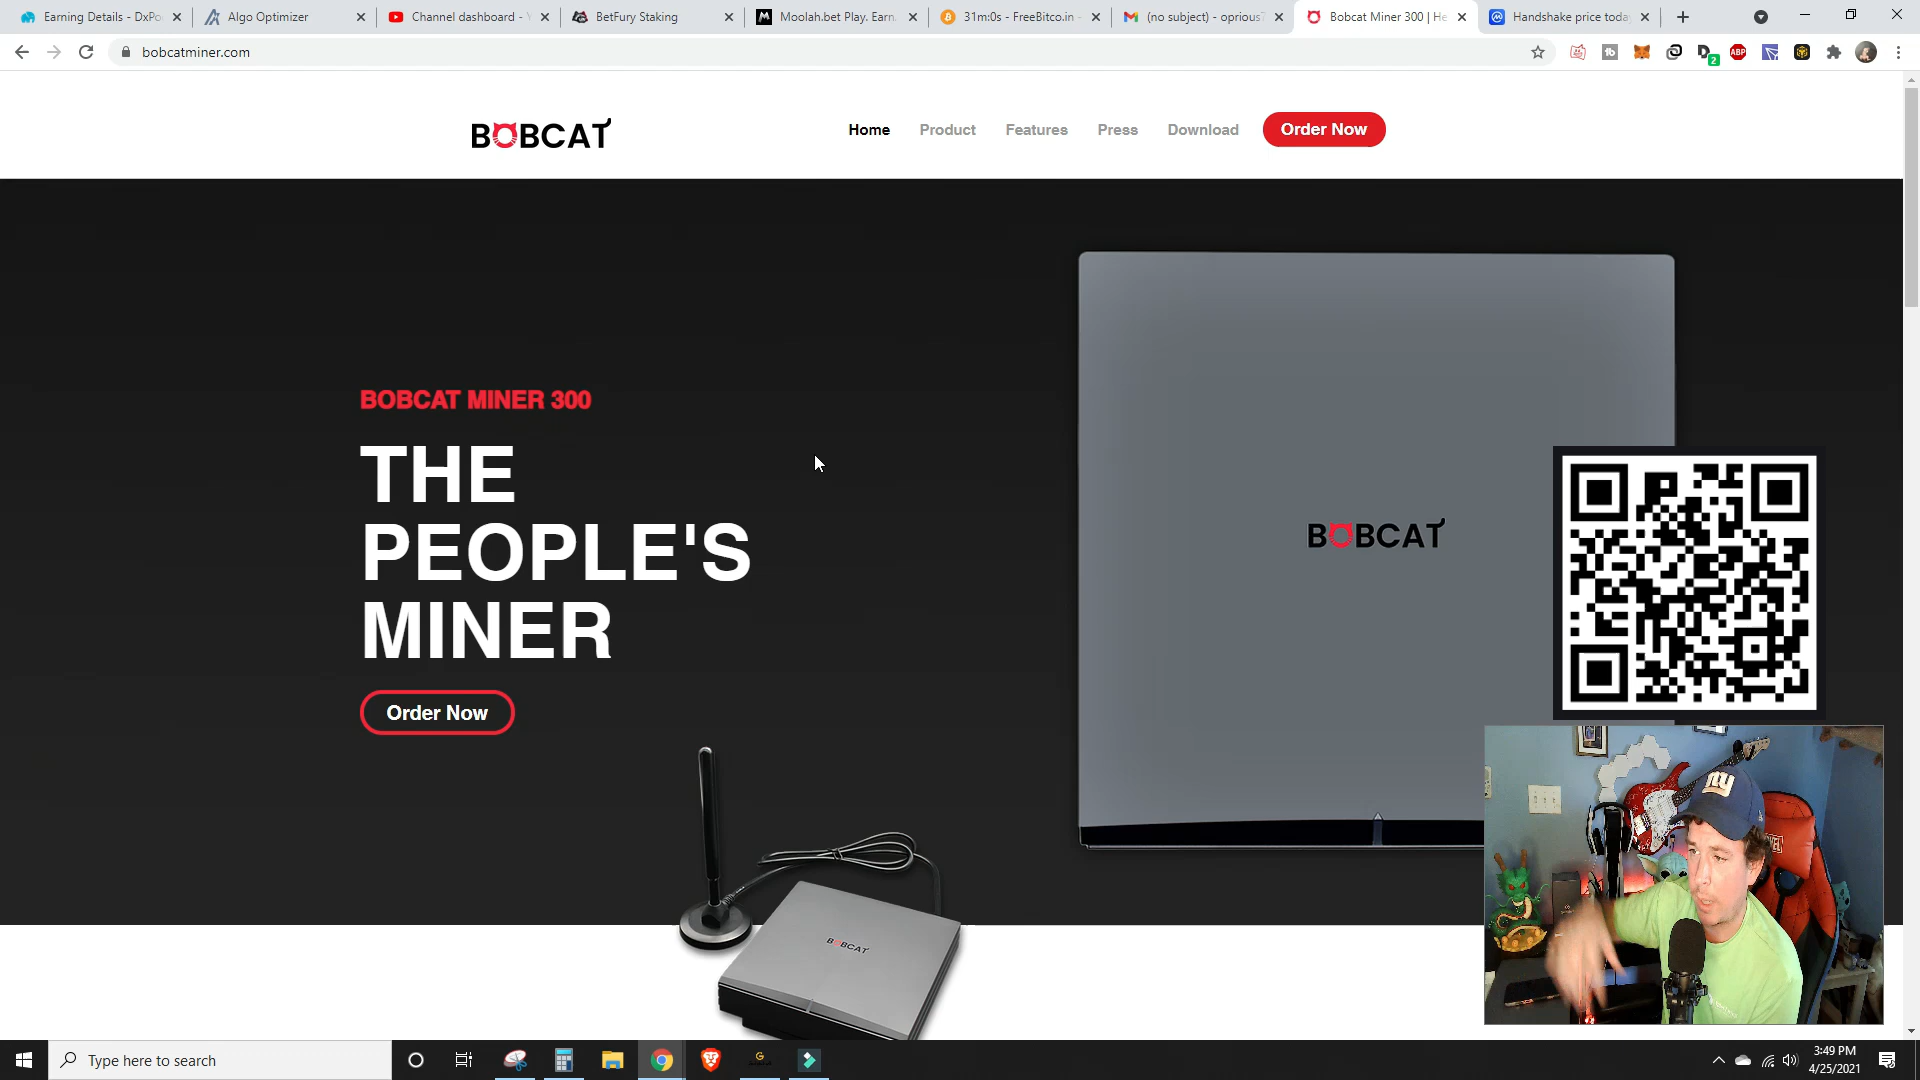 Earning Details - DxPo
Algo Optimizer
Channel dashboard - Y
BetFury Staking
Moolah.bet Play. Earn.
31m:0s - FreeBitco.in -
(no subject) - oprious
Bobcat Miner 300 | He
Handshake price toda
bobcatminer.com
ABP
2
BOBCAT
Home
Product
Features
Press
Download
Order Now
BOBCAT MINER 300
THE
PEOPLE'S
MINER
Order Now
BOBCAT
BOBCAT
NY
Type here to search
3:49 PM
4/25/2021